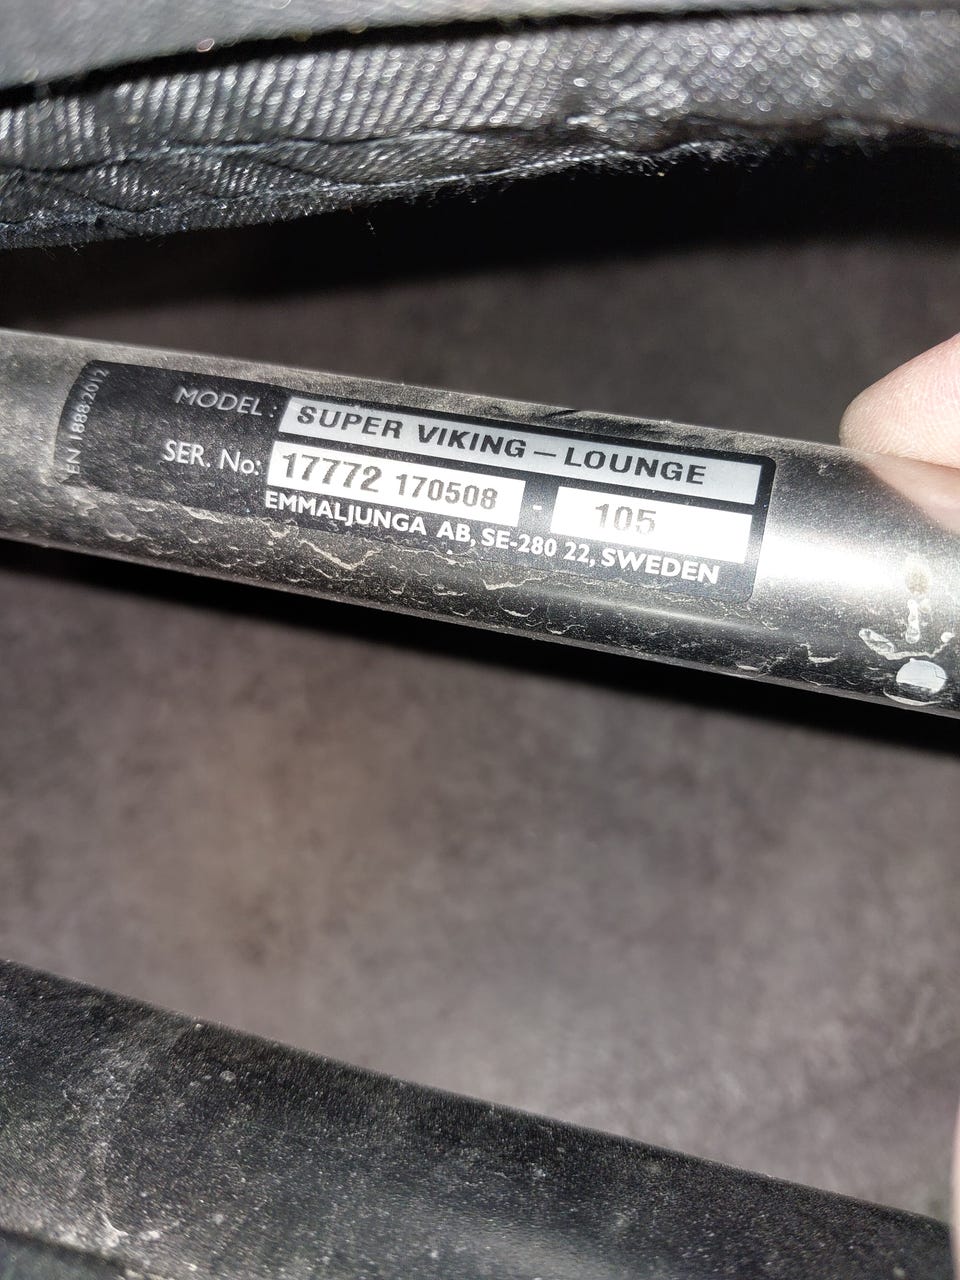 EN 1888:2012
MODEL: SUPER VIKING – LOUNGE
SER. No: 17772 170508 - 105
EMMALJUNGA AB, SE-280 22, SWEDEN